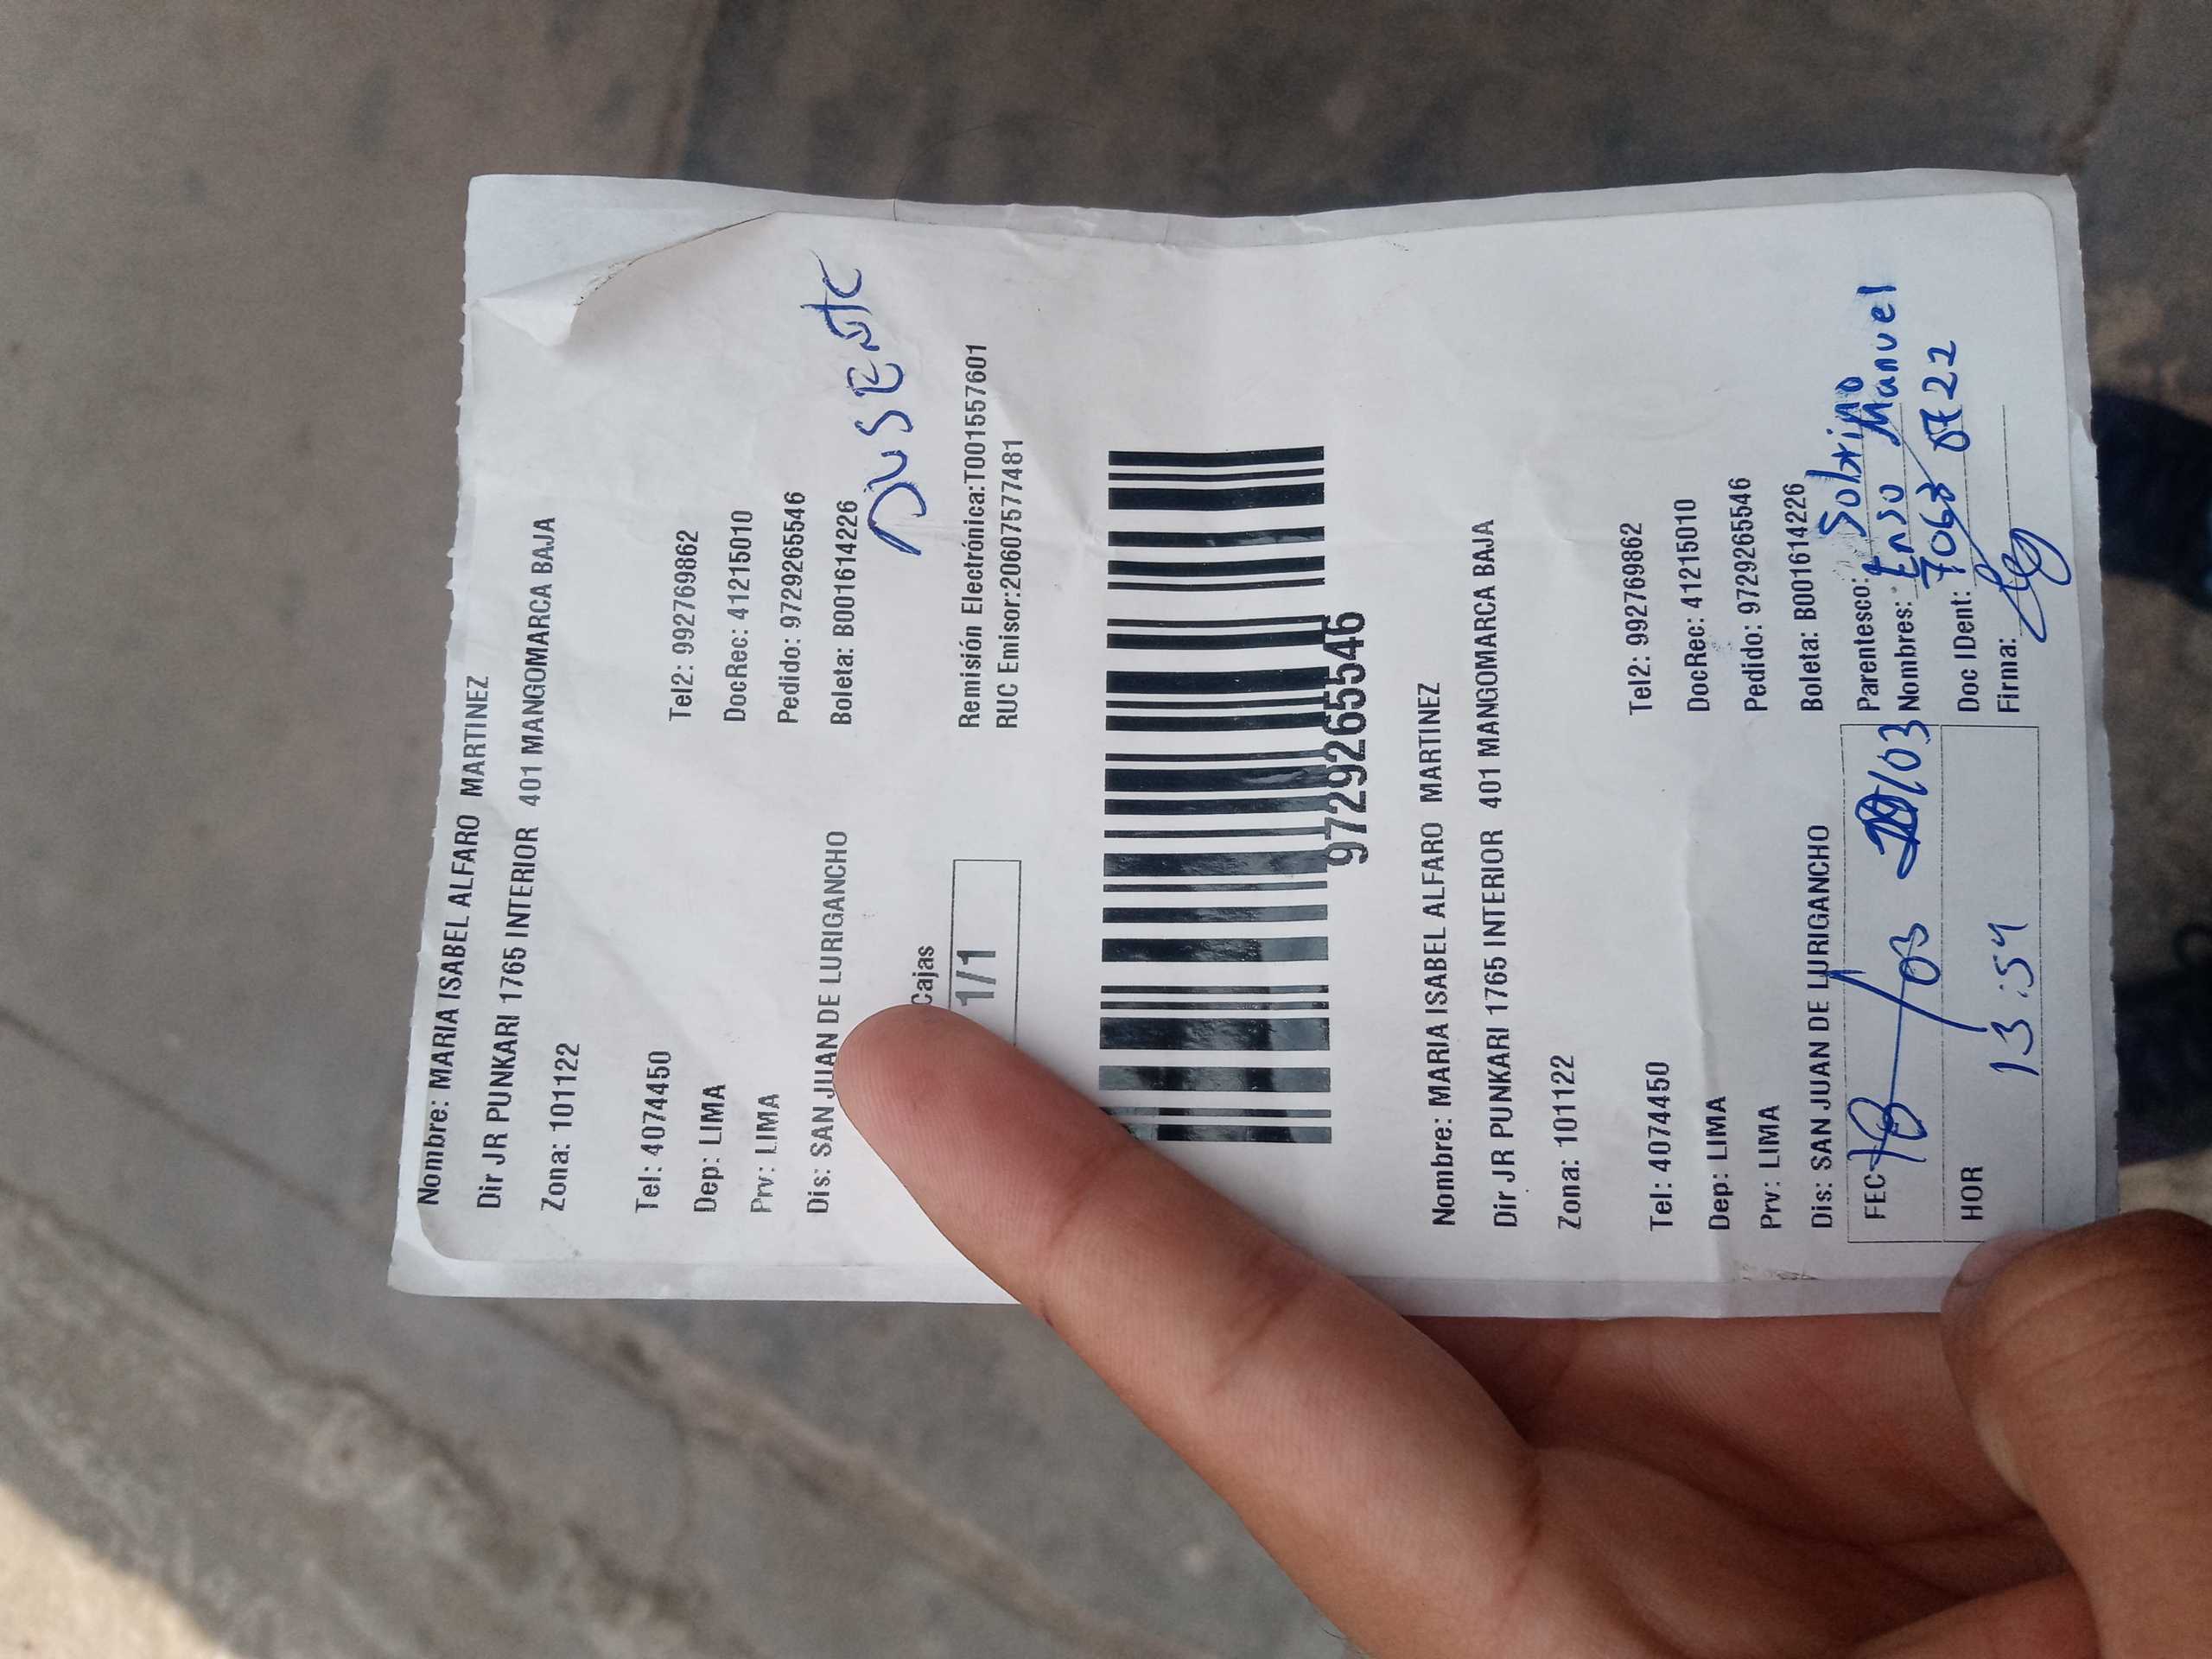 Nombre: MARIA ISABEL ALFARO MARTINEZ
Dir JR PUNKARI 1765 INTERIOR 401 MANGOMARCA BAJA
Zona: 101122
Tel: 4074450 Tel2: 992769862
Dep: LIMA DocRec: 41215010
Prv: LIMA Pedido: 9729265546
Dis: SAN JUAN DE LURIGANCHO Boleta: B001614226
AUSENTE
Cajas
1/1
Remisión Electrónica:T001557601
RUC Emisor:20607577481
9729265546
Nombre: MARIA ISABEL ALFARO MARTINEZ
Dir JR PUNKARI 1765 INTERIOR 401 MANGOMARCA BAJA
Zona: 101122
Tel: 4074450 Tel2: 992769862
Dep: LIMA DocRec: 41215010
Prv: LIMA Pedido: 9729265546
Dis: SAN JUAN DE LURIGANCHO Boleta: B001614226
FEC /03 /03 Parentesco: Sobrino
Nombres: Enso Manuel
HOR 13:54 Doc IDent:
Firma: